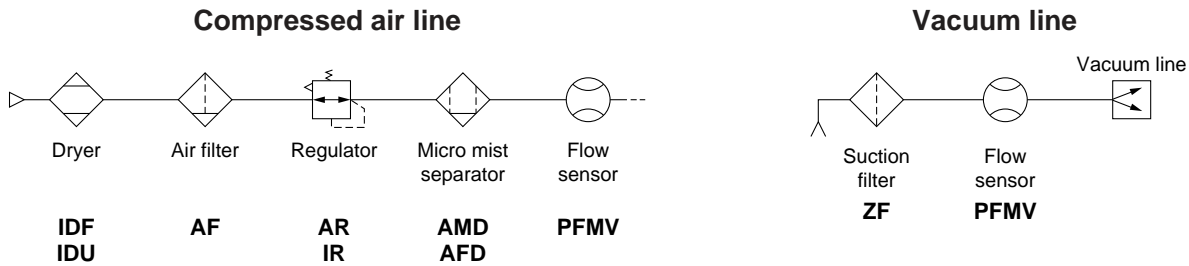 Compressed air line
Dryer
Air filter
Regulator
Micro mist
separator
Flow
sensor
IDF
IDU
AF
AR
IR
AMD
AFD
PFMV
Vacuum line
Vacuum line
Suction
filter
Flow
sensor
ZF
PFMV